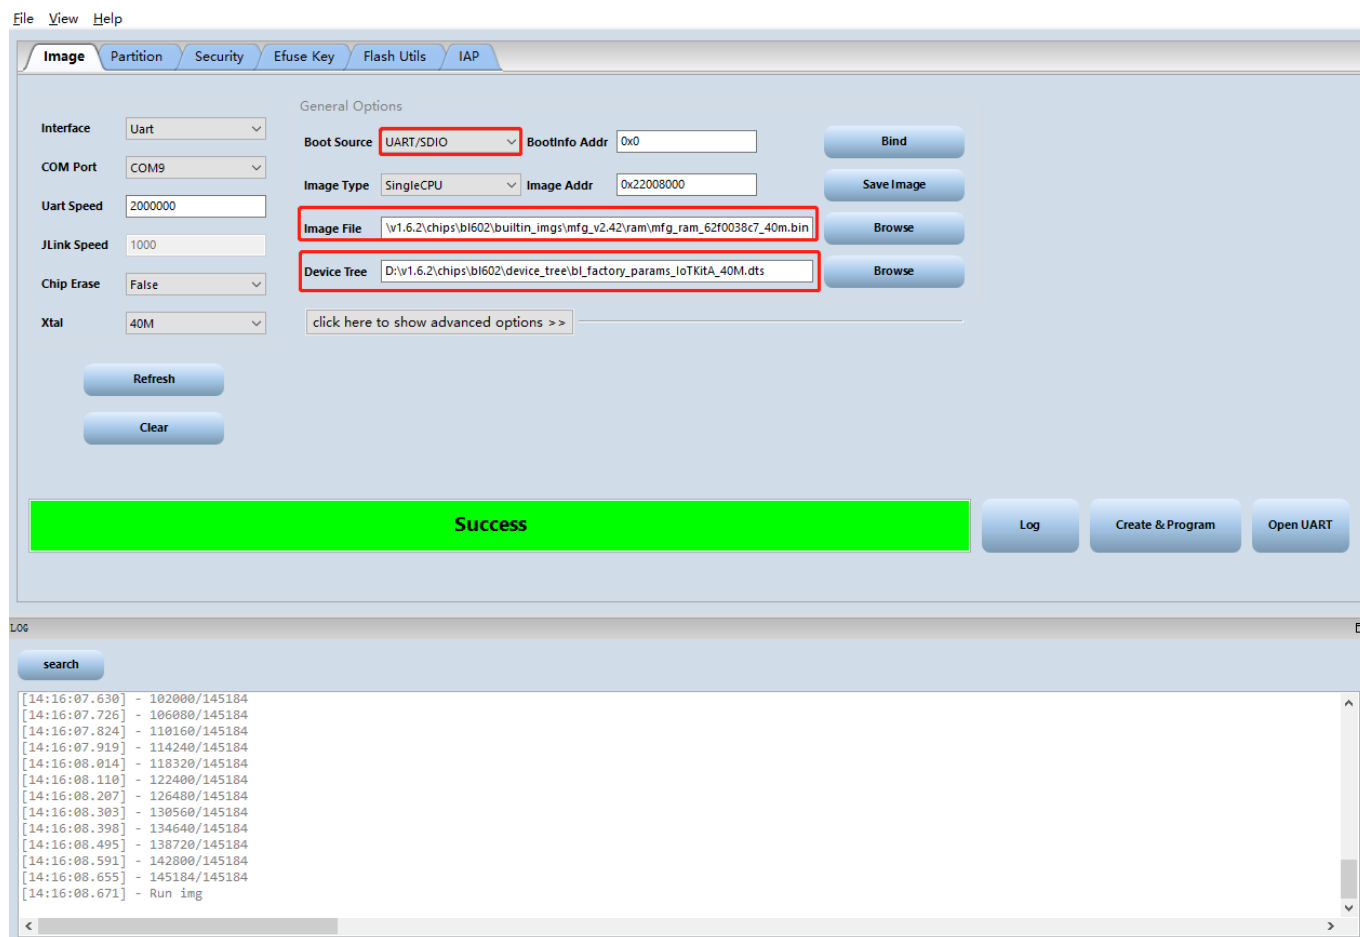 File View Help
Image Partition Security Efuse Key Flash Utils IAP
General Options
Interface Uart
COM Port COM9
Uart Speed 2000000
JLink Speed 1000
Chip Erase False
Xtal 40M
Refresh
Clear
Boot Source UART/SDIO BootInfo Addr 0x0 Bind
Image Type SingleCPU Image Addr 0x22008000 Save Image
Image File \v1.6.2\chips\bl602\builtin_imgs\mfg_v2.42\ram\mfg_ram_62f0038c7_40m.bin Browse
Device Tree D:\v1.6.2\chips\bl602\device_tree\bl_factory_params_IoTKitA_40M.dts Browse
click here to show advanced options >>
Success Log Create & Program Open UART
LOG
search
[14:16:07.630] - 102000/145184
[14:16:07.726] - 106080/145184
[14:16:07.824] - 110160/145184
[14:16:07.919] - 114240/145184
[14:16:08.014] - 118320/145184
[14:16:08.110] - 122400/145184
[14:16:08.207] - 126480/145184
[14:16:08.303] - 130560/145184
[14:16:08.398] - 134640/145184
[14:16:08.495] - 138720/145184
[14:16:08.591] - 142800/145184
[14:16:08.655] - 145184/145184
[14:16:08.671] - Run img